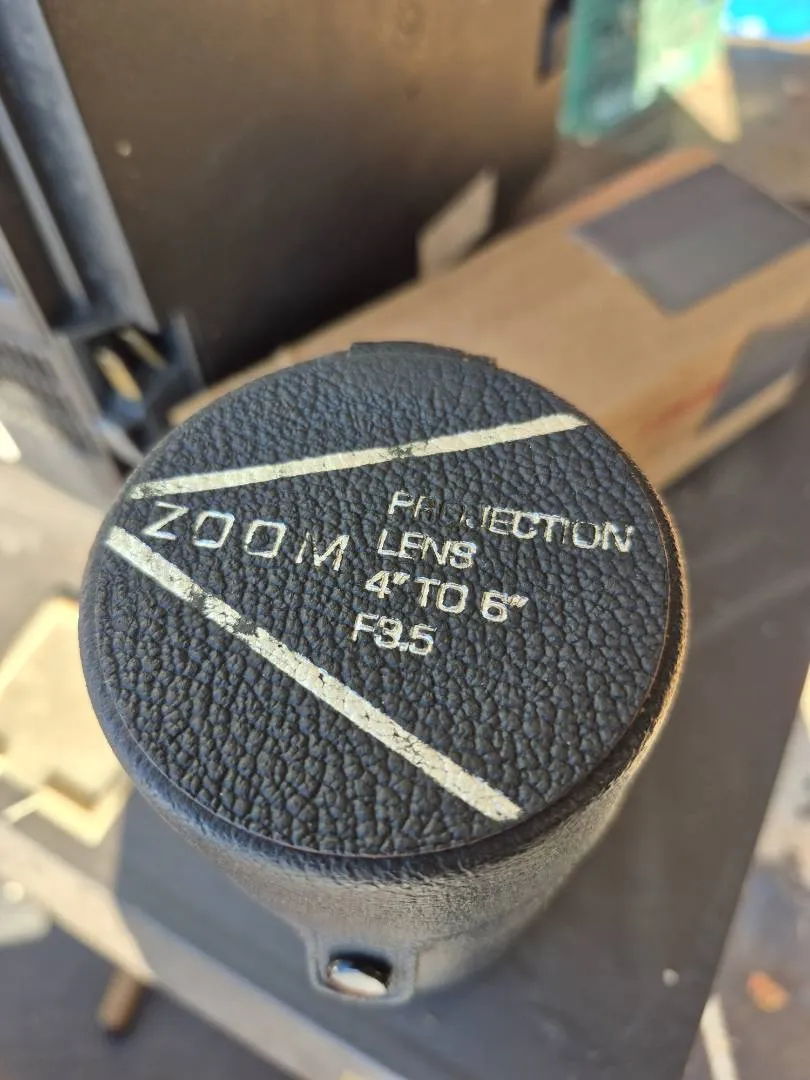 ZOOM
PROJECTION
LENS
4" TO 6"
F3.5